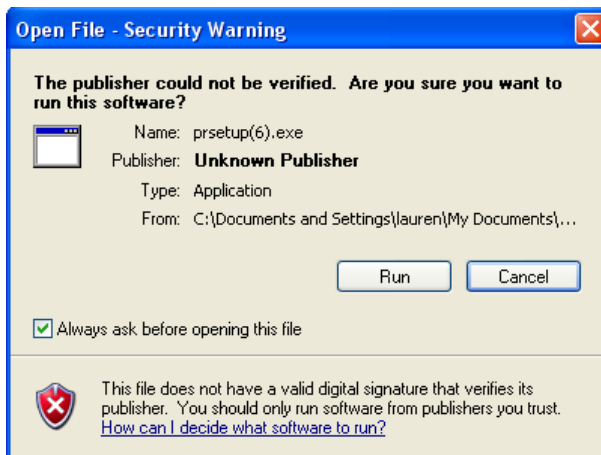 Open File - Security Warning
The publisher could not be verified.  Are you sure you want to
run this software?
Name: prsetup(6).exe
Publisher: Unknown Publisher
Type: Application
From: C:\Documents and Settings\lauren\My Documents\...
Run Cancel
Always ask before opening this file
This file does not have a valid digital signature that verifies its
publisher.  You should only run software from publishers you trust.
How can I decide what software to run?